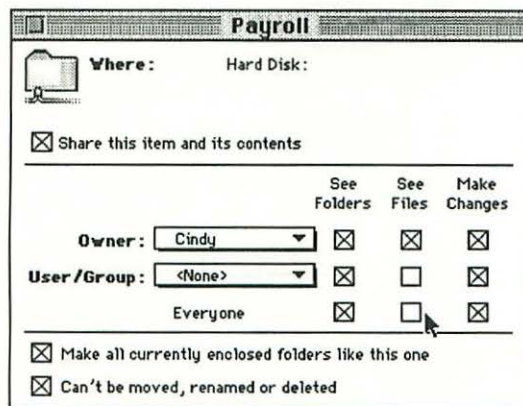 Payroll
Where: Hard Disk:
Share this item and its contents
See Folders See Files Make Changes
Owner: Cindy
User/Group: <None>
Everyone
Make all currently enclosed folders like this one
Can't be moved, renamed or deleted